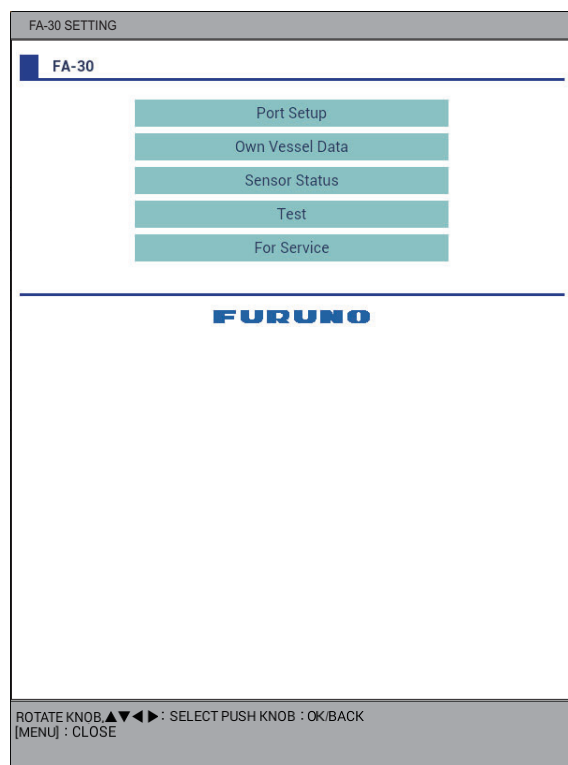 FA-30 SETTING
FA-30
Port Setup
Own Vessel Data
Sensor Status
Test
For Service
FURUNO
ROTATE KNOB,▲▼◀ ▶ : SELECT PUSH KNOB : OK/BACK
[MENU] : CLOSE